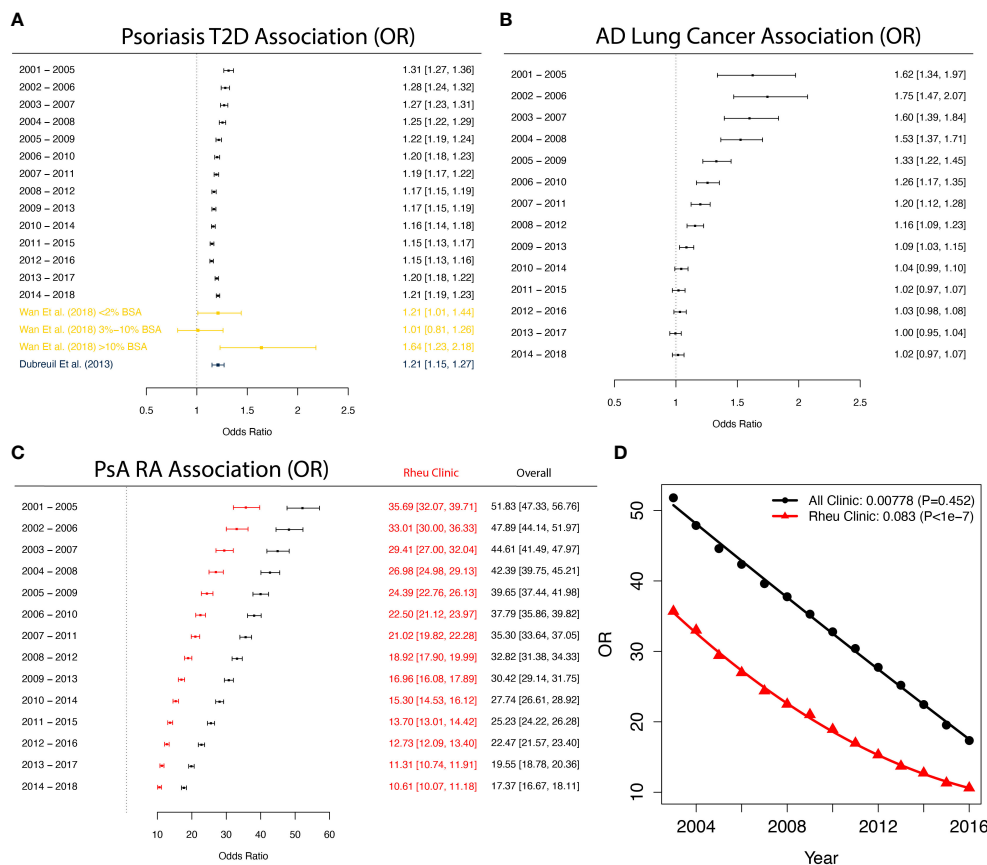 A
Psoriasis T2D Association (OR)
2001 – 2005 1.31 [1.27, 1.36]
2002 – 2006 1.28 [1.24, 1.32]
2003 – 2007 1.27 [1.23, 1.31]
2004 – 2008 1.25 [1.22, 1.29]
2005 – 2009 1.22 [1.19, 1.24]
2006 – 2010 1.20 [1.18, 1.23]
2007 – 2011 1.19 [1.17, 1.22]
2008 – 2012 1.17 [1.15, 1.19]
2009 – 2013 1.17 [1.15, 1.19]
2010 – 2014 1.16 [1.14, 1.18]
2011 – 2015 1.15 [1.13, 1.17]
2012 – 2016 1.15 [1.13, 1.16]
2013 – 2017 1.20 [1.18, 1.22]
2014 – 2018 1.21 [1.19, 1.23]
Wan Et al. (2018) <2% BSA 1.21 [1.01, 1.44]
Wan Et al. (2018) 3%–10% BSA 1.01 [0.81, 1.26]
Wan Et al. (2018) >10% BSA 1.64 [1.23, 2.18]
Dubreuil Et al. (2013) 1.21 [1.15, 1.27]
0.5 1 1.5 2 2.5
Odds Ratio
B
AD Lung Cancer Association (OR)
2001 – 2005 1.62 [1.34, 1.97]
2002 – 2006 1.75 [1.47, 2.07]
2003 – 2007 1.60 [1.39, 1.84]
2004 – 2008 1.53 [1.37, 1.71]
2005 – 2009 1.33 [1.22, 1.45]
2006 – 2010 1.26 [1.17, 1.35]
2007 – 2011 1.20 [1.12, 1.28]
2008 – 2012 1.16 [1.09, 1.23]
2009 – 2013 1.09 [1.03, 1.15]
2010 – 2014 1.04 [0.99, 1.10]
2011 – 2015 1.02 [0.97, 1.07]
2012 – 2016 1.03 [0.98, 1.08]
2013 – 2017 1.00 [0.95, 1.04]
2014 – 2018 1.02 [0.97, 1.07]
0.5 1 1.5 2 2.5
Odds Ratio
C
PsA RA Association (OR) Rheu Clinic Overall
2001 – 2005 35.69 [32.07, 39.71] 51.83 [47.33, 56.76]
2002 – 2006 33.01 [30.00, 36.33] 47.89 [44.14, 51.97]
2003 – 2007 29.41 [27.00, 32.04] 44.61 [41.49, 47.97]
2004 – 2008 26.98 [24.98, 29.13] 42.39 [39.75, 45.21]
2005 – 2009 24.39 [22.76, 26.13] 39.65 [37.44, 41.98]
2006 – 2010 22.50 [21.12, 23.97] 37.79 [35.86, 39.82]
2007 – 2011 21.02 [19.82, 22.28] 35.30 [33.64, 37.05]
2008 – 2012 18.92 [17.90, 19.99] 32.82 [31.38, 34.33]
2009 – 2013 16.96 [16.08, 17.89] 30.42 [29.14, 31.75]
2010 – 2014 15.30 [14.53, 16.12] 27.74 [26.61, 28.92]
2011 – 2015 13.70 [13.01, 14.42] 25.23 [24.22, 26.28]
2012 – 2016 12.73 [12.09, 13.40] 22.47 [21.57, 23.40]
2013 – 2017 11.31 [10.74, 11.91] 19.55 [18.78, 20.36]
2014 – 2018 10.61 [10.07, 11.18] 17.37 [16.67, 18.11]
10 20 30 40 50 60
Odds Ratio
D
All Clinic: 0.00778 (P=0.452)
Rheu Clinic: 0.083 (P<1e−7)
50
40
30
20
10
OR
2004 2008 2012 2016
Year